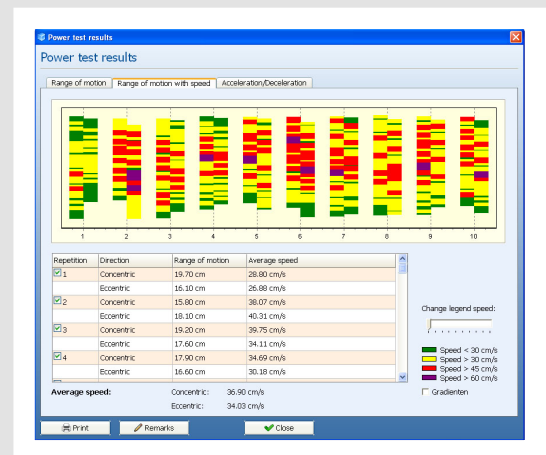 Power test results
Power test results
Range of motion Range of motion with speed Acceleration/Deceleration
1 2 3 4 5 6 7 8 9 10
Repetition Direction Range of motion Average speed
1 Concentric 19.70 cm 28.80 cm/s
Eccentric 16.10 cm 26.88 cm/s
2 Concentric 15.80 cm 38.07 cm/s
Eccentric 18.10 cm 40.31 cm/s
3 Concentric 19.20 cm 39.75 cm/s
Eccentric 17.60 cm 34.11 cm/s
4 Concentric 17.90 cm 34.69 cm/s
Eccentric 16.60 cm 30.18 cm/s
Change legend speed:
Speed < 30 cm/s
Speed > 30 cm/s
Speed > 45 cm/s
Speed > 60 cm/s
Gradienten
Average speed: Concentric: 36.90 cm/s
Eccentric: 34.03 cm/s
Print Remarks Close